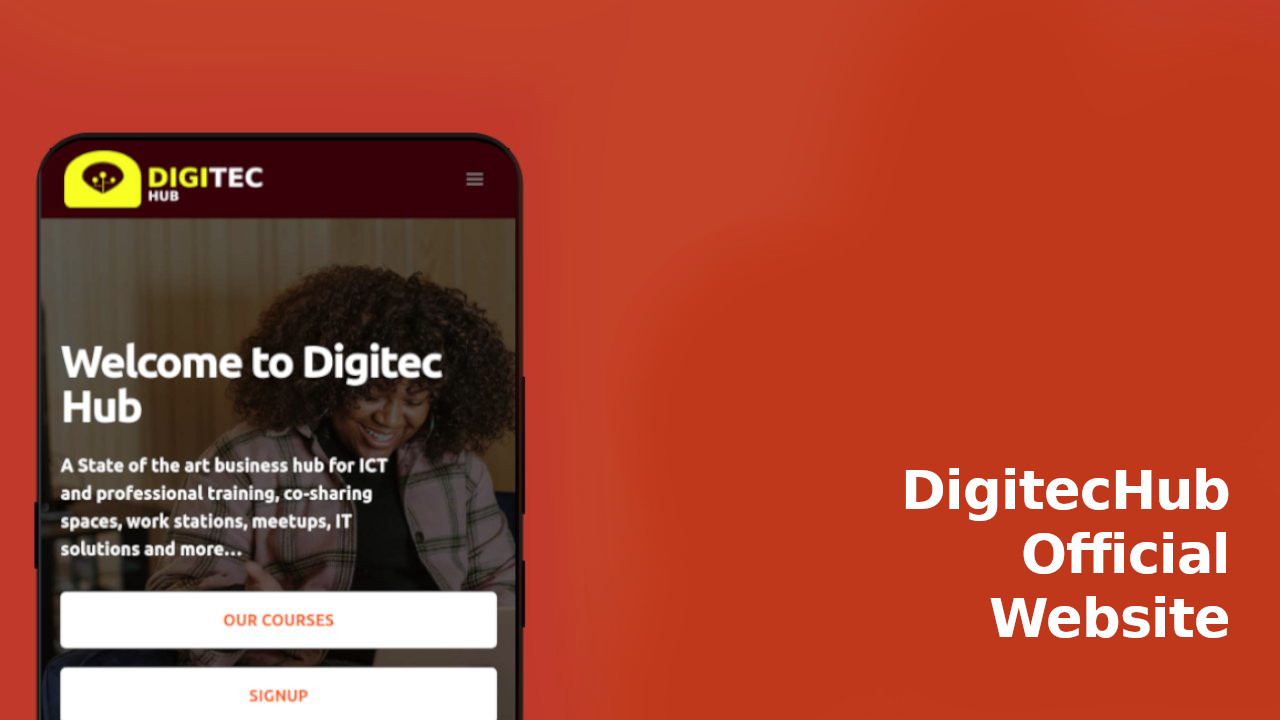 DIGITEC
HUB
Welcome to Digitec
Hub
A State of the art business hub for ICT
and professional training, co-sharing
spaces, work stations, meetups, IT
solutions and more...
OUR COURSES
SIGNUP
DigitecHub
Official
Website